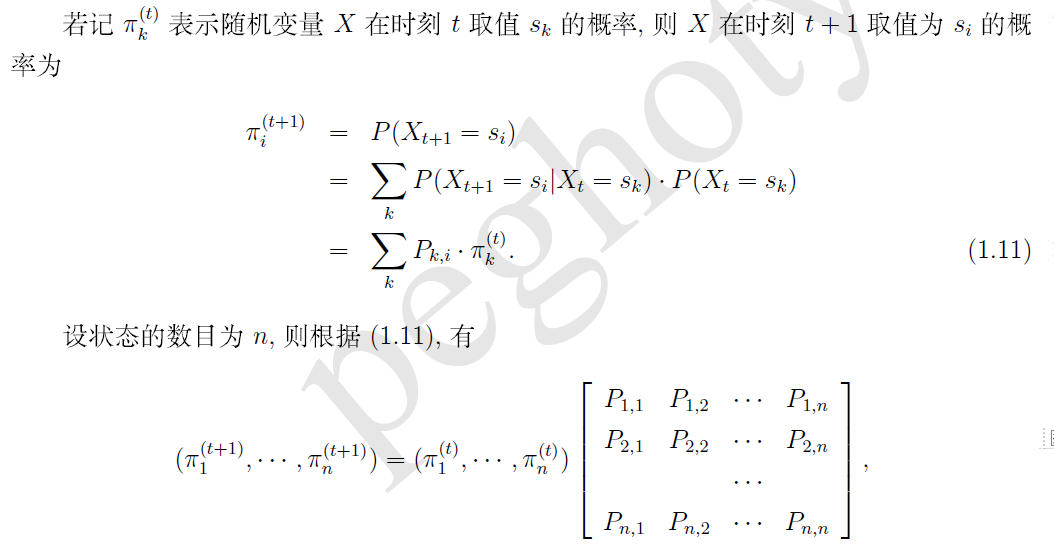 若记 π_k^{(t)} 表示随机变量 X 在时刻 t 取值 s_k 的概率, 则 X 在时刻 t + 1 取值为 s_i 的概
率为
π_i^{(t+1)} = P(X_{t+1} = s_i)
= ∑_k P(X_{t+1} = s_i|X_t = s_k) · P(X_t = s_k)
= ∑_k P_{k,i} · π_k^{(t)}. (1.11)
设状态的数目为 n, 则根据 (1.11), 有
(π_1^{(t+1)}, ··· , π_n^{(t+1)}) = (π_1^{(t)}, ··· , π_n^{(t)}) [
P_{1,1} P_{1,2} ··· P_{1,n}
P_{2,1} P_{2,2} ··· P_{2,n}
···
P_{n,1} P_{n,2} ··· P_{n,n}
] ,
peghoty